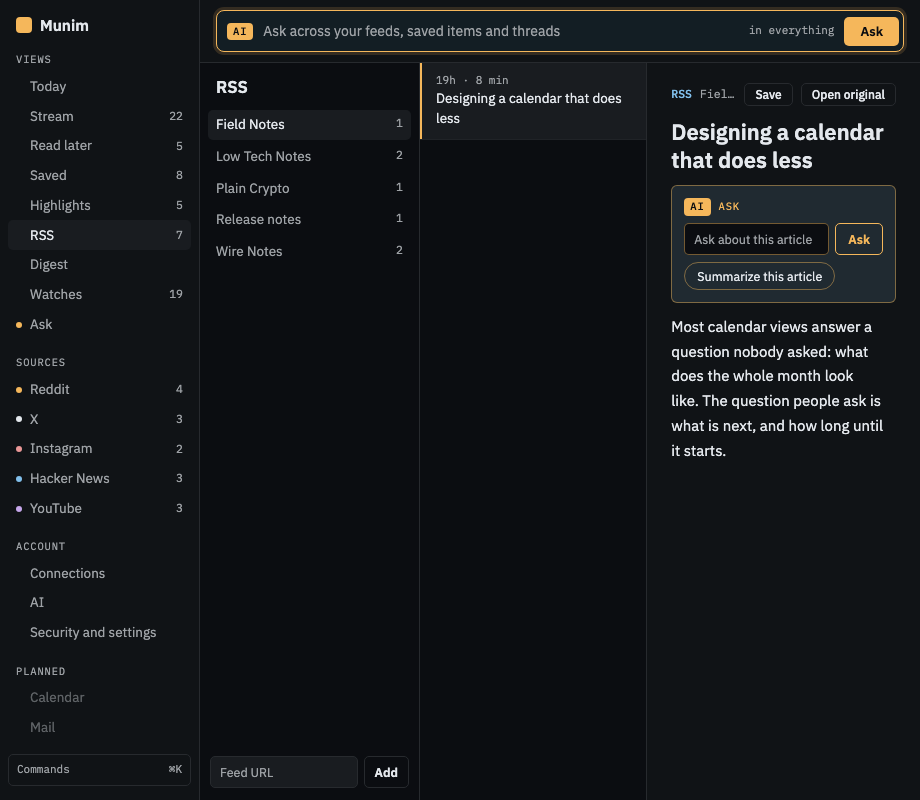 Munim
VIEWS
Today
Stream 22
Read later 5
Saved 8
Highlights 5
RSS 7
Digest
Watches 19
Ask
SOURCES
Reddit 4
X 3
Instagram 2
Hacker News 3
YouTube 3
ACCOUNT
Connections
AI
Security and settings
PLANNED
Calendar
Mail
Commands ⌘K
AI Ask across your feeds, saved items and threads in everything Ask
RSS
Field Notes 1
Low Tech Notes 2
Plain Crypto 1
Release notes 1
Wire Notes 2
Feed URL Add
19h · 8 min
Designing a calendar that does
less
RSS Fiel… Save Open original
Designing a calendar
that does less
AI ASK
Ask about this article Ask
Summarize this article
Most calendar views answer a
question nobody asked: what
does the whole month look
like. The question people ask is
what is next, and how long until
it starts.